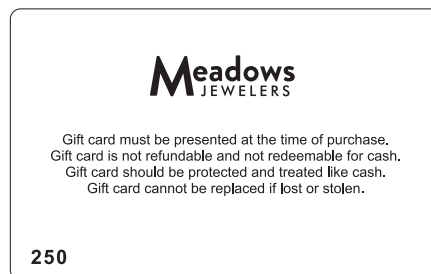 Meadows
JEWELERS
Gift card must be presented at the time of purchase.
Gift card is not refundable and not redeemable for cash.
Gift card should be protected and treated like cash.
Gift card cannot be replaced if lost or stolen.
250